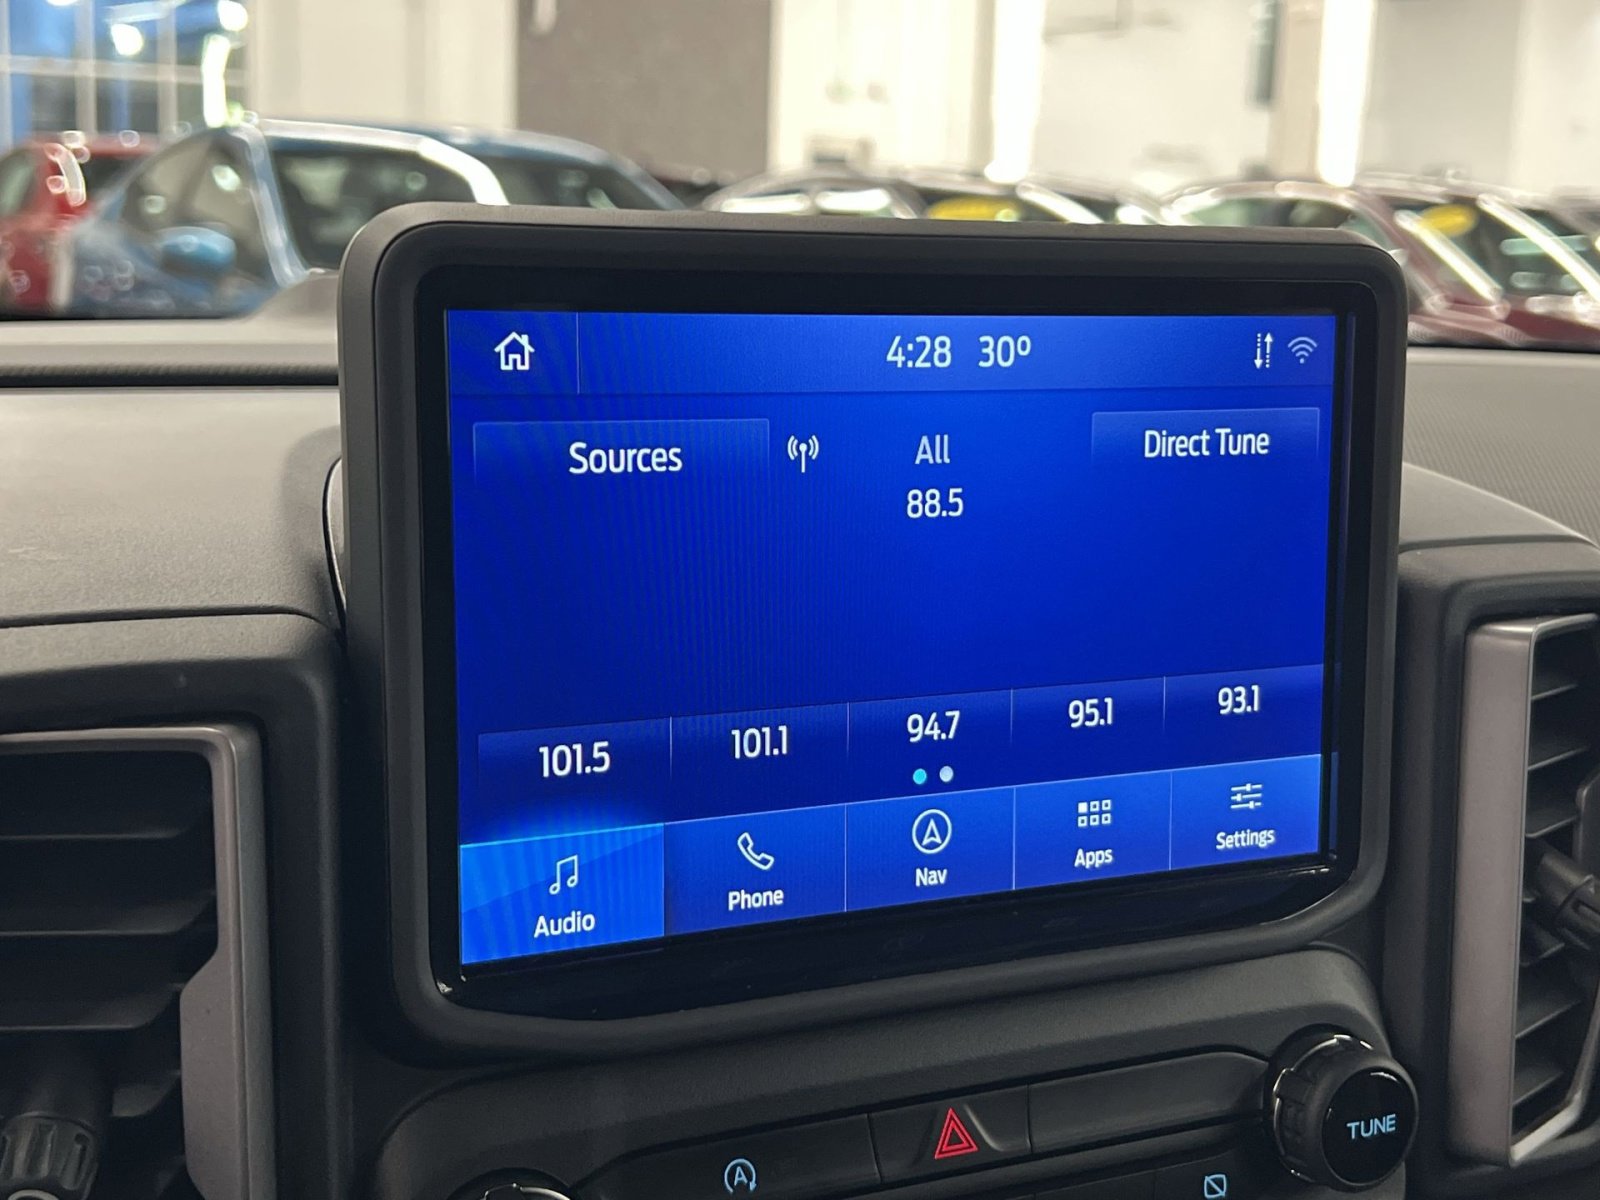 4:28 30°
Sources
All
Direct Tune
88.5
101.5
101.1
94.7
95.1
93.1
Audio
Phone
Nav
Apps
Settings
TUNE
A